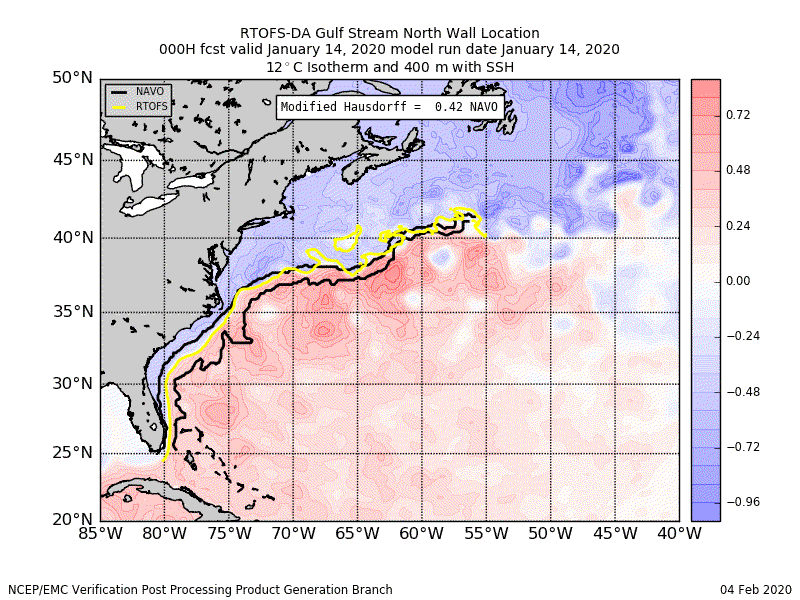 RTOFS-DA Gulf Stream North Wall Location
000H fcst valid January 14, 2020 model run date January 14, 2020
12°C Isotherm and 400 m with SSH
NAVO
RTOFS
Modified Hausdorff = 0.42 NAVO
50°N
45°N
40°N
35°N
30°N
25°N
20°N
85°W 80°W 75°W 70°W 65°W 60°W 55°W 50°W 45°W 40°W
0.72
0.48
0.24
0.00
−0.24
−0.48
−0.72
−0.96
NCEP/EMC Verification Post Processing Product Generation Branch
04 Feb 2020